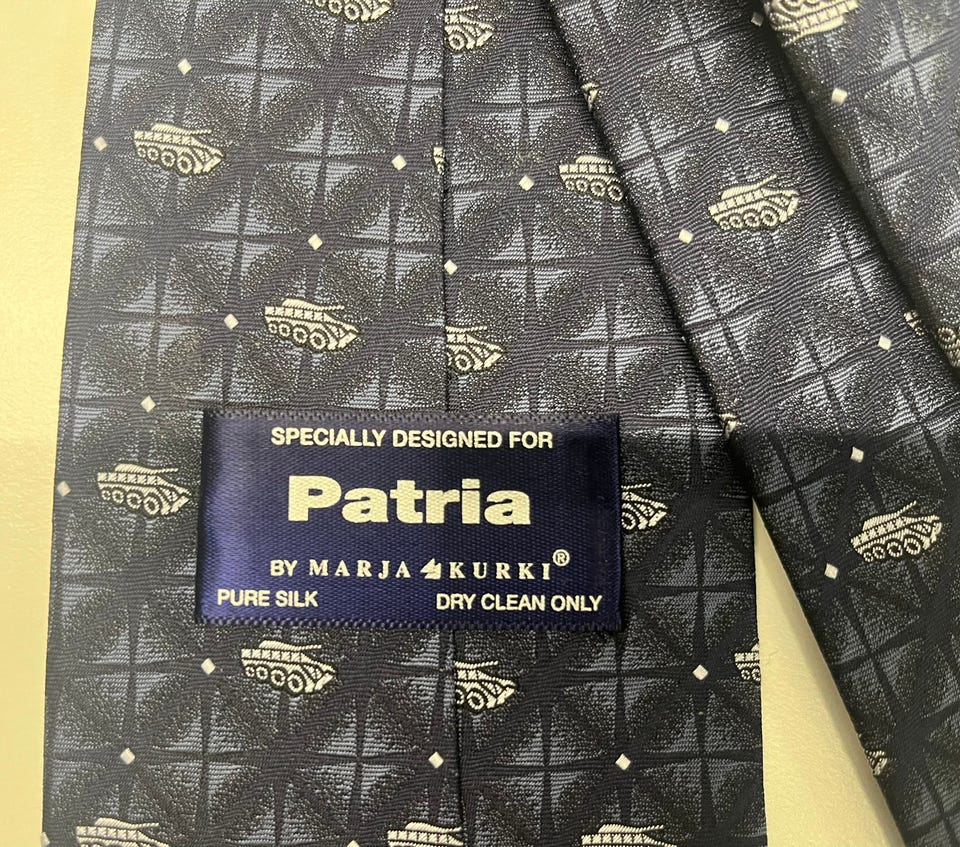 SPECIALLY DESIGNED FOR
Patria
BY MARJA KURKI®
PURE SILK DRY CLEAN ONLY